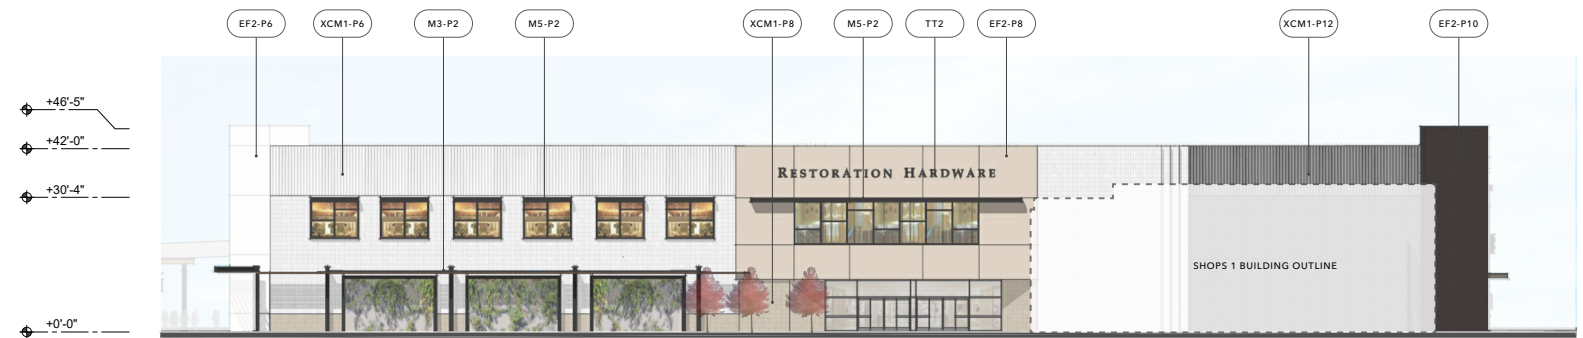 EF2-P6
XCM1-P6
M3-P2
M5-P2
XCM1-P8
M5-P2
TT2
EF2-P8
XCM1-P12
EF2-P10
+46'-5"
+42'-0"
+30'-4"
+0'-0"
RESTORATION HARDWARE
SHOPS 1 BUILDING OUTLINE